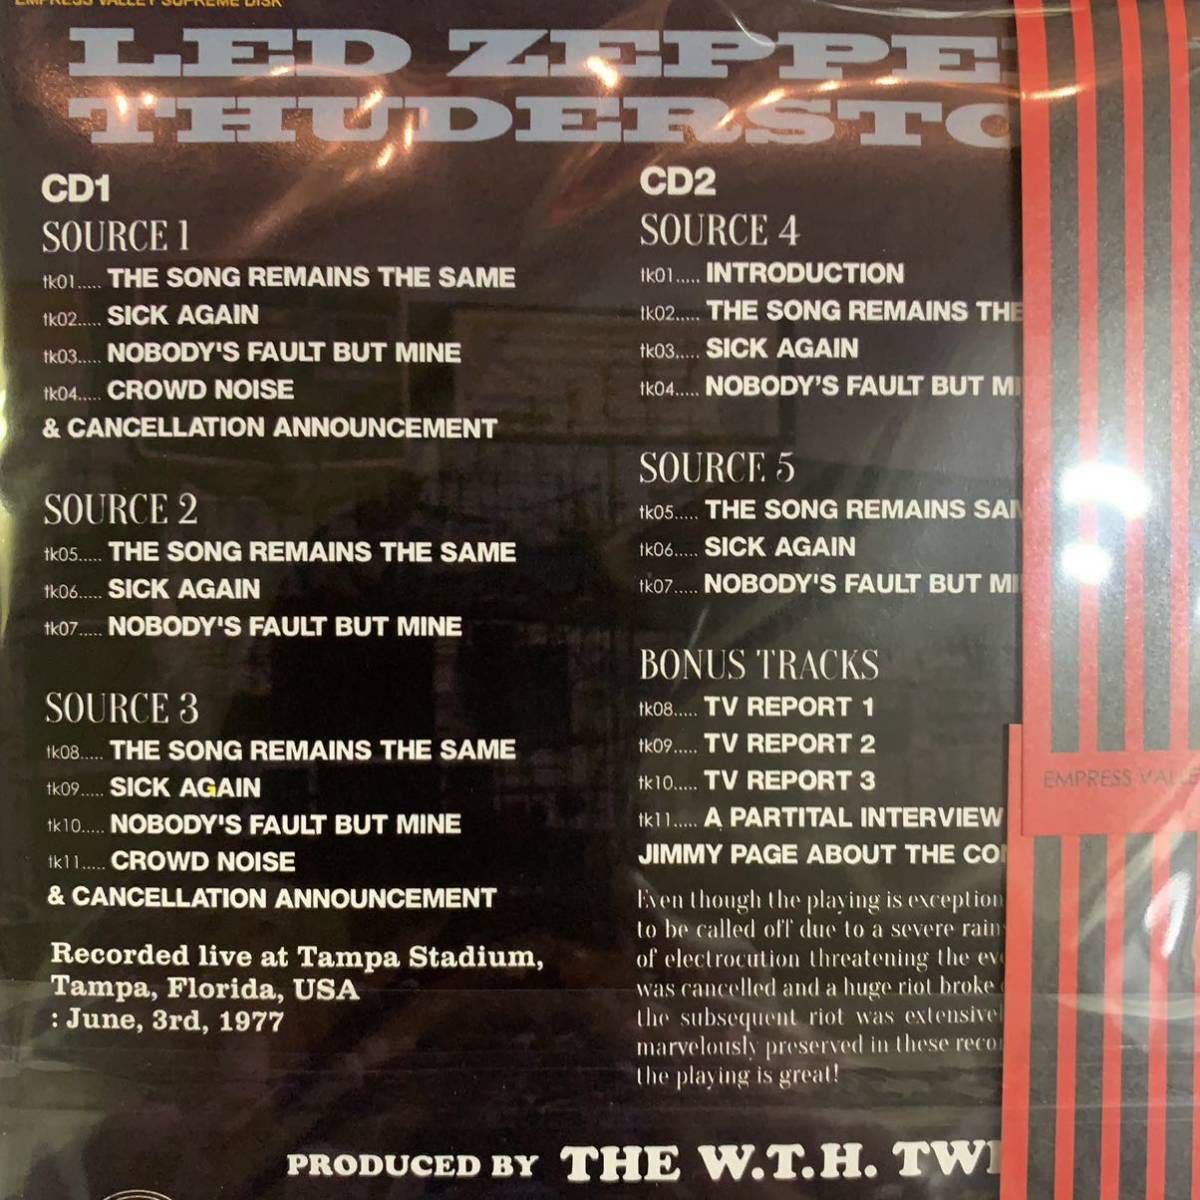 EMPRESS VALLEY SUPREME DISK
LED ZEPPE
THUDERSTO
CD1
SOURCE 1
tk01..... THE SONG REMAINS THE SAME
tk02..... SICK AGAIN
tk03..... NOBODY'S FAULT BUT MINE
tk04..... CROWD NOISE
& CANCELLATION ANNOUNCEMENT
SOURCE 2
tk05..... THE SONG REMAINS THE SAME
tk06..... SICK AGAIN
tk07..... NOBODY'S FAULT BUT MINE
SOURCE 3
tk08..... THE SONG REMAINS THE SAME
tk09..... SICK AGAIN
tk10..... NOBODY'S FAULT BUT MINE
tk11..... CROWD NOISE
& CANCELLATION ANNOUNCEMENT
Recorded live at Tampa Stadium,
Tampa, Florida, USA
: June, 3rd, 1977
CD2
SOURCE 4
tk01..... INTRODUCTION
tk02..... THE SONG REMAINS THE
tk03..... SICK AGAIN
tk04..... NOBODY'S FAULT BUT MI
SOURCE 5
tk05..... THE SONG REMAINS SAM
tk06..... SICK AGAIN
tk07..... NOBODY'S FAULT BUT MI
BONUS TRACKS
tk08..... TV REPORT 1
tk09..... TV REPORT 2
tk10..... TV REPORT 3
tk11..... A PARTITAL INTERVIEW
JIMMY PAGE ABOUT THE CO
Even though the playing is exception
to be called off due to a severe rain
of electrocution threatening the eve
was cancelled and a huge riot broke
the subsequent riot was extensivel
marvelously preserved in these reco
the playing is great!
PRODUCED BY THE W.T.H. TWI
EMPRESS VALLE